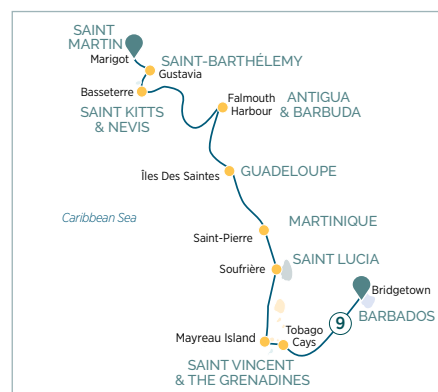 SAINT
MARTIN
Marigot
SAINT-BARTHÉLEMY
Gustavia
Basseterre
SAINT KITTS
& NEVIS
Falmouth
Harbour
ANTIGUA
& BARBUDA
Îles Des Saintes
GUADELOUPE
Caribbean Sea
MARTINIQUE
Saint-Pierre
SAINT LUCIA
Soufrière
Bridgetown
BARBADOS
9
Mayreau Island
Tobago
Cays
SAINT VINCENT
& THE GRENADINES